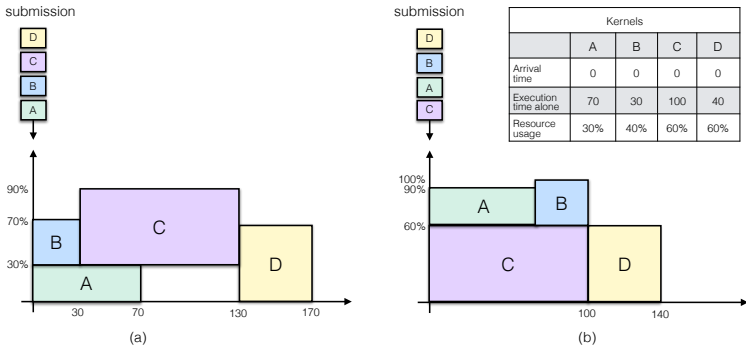 submission
D
C
B
A
90%
70%
30%
B
C
A
D
30
70
130
170
(a)
submission
D
B
A
C
100%
90%
60%
A
B
C
D
100
140
(b)
Kernels
A B C D
Arrival
time
0 0 0 0
Execution
time alone
70 30 100 40
Resource
usage
30% 40% 60% 60%